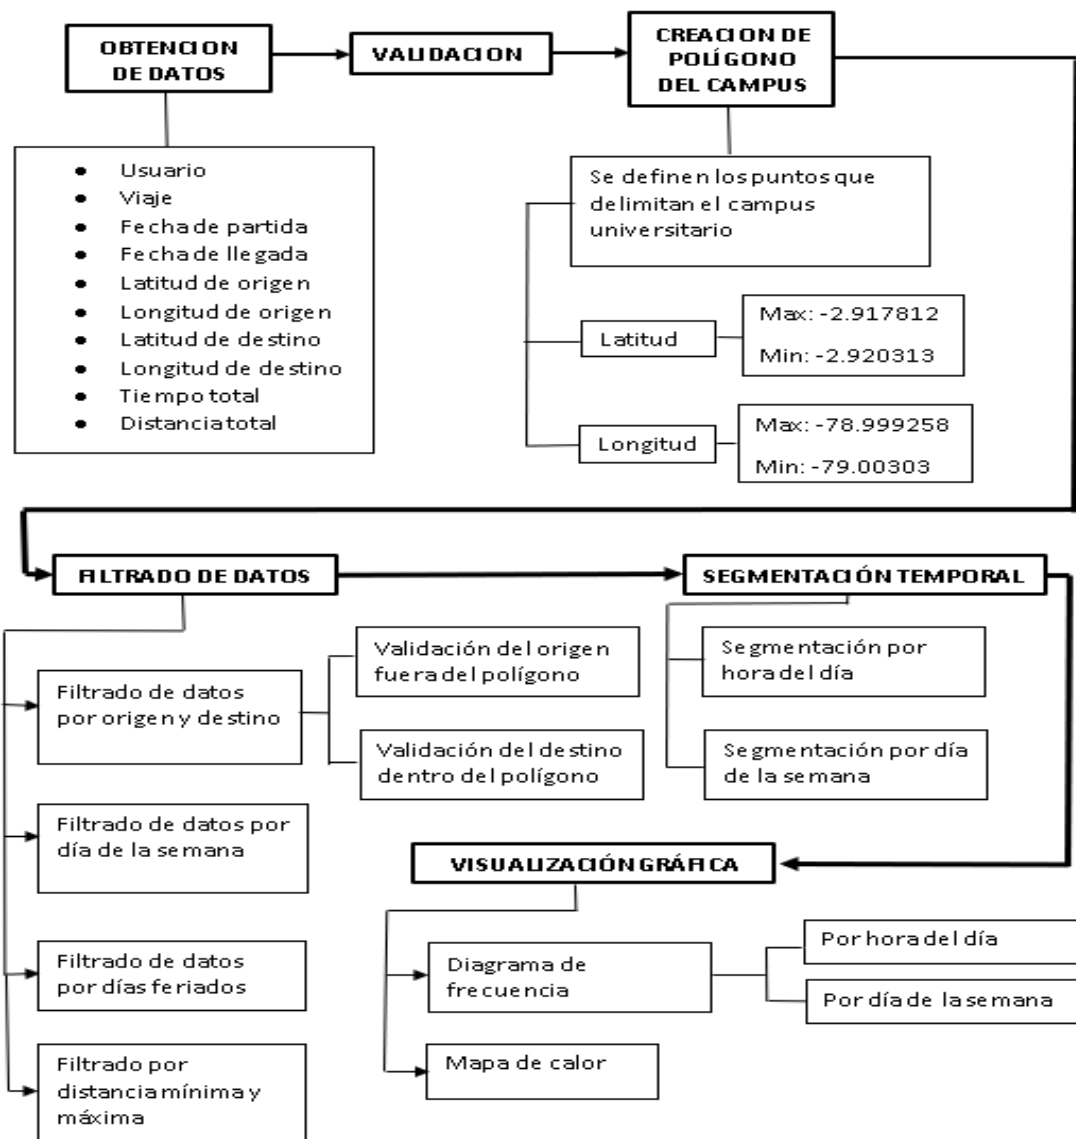 OBTENCION
DE DATOS
VALIDACION
CREACION DE
POLÍGONO
DEL CAMPUS
• Usuario
• Viaje
• Fecha de partida
• Fecha de llegada
• Latitud de origen
• Longitud de origen
• Latitud de destino
• Longitud de destino
• Tiempo total
• Distancia total
Se definen los puntos que
delimitan el campus
universitario
Latitud
Max: -2.917812
Min: -2.920313
Longitud
Max: -78.999258
Min: -79.00303
FILTRADO DE DATOS
SEGMENTACIÓN TEMPORAL
Filtrado de datos
por origen y destino
Validación del origen
fuera del polígono
Validación del destino
dentro del polígono
Filtrado de datos por
día de la semana
Filtrado de datos
por días feriados
Filtrado por
distancia mínima y
máxima
Segmentación por
hora del día
Segmentación por día
de la semana
VISUALIZACIÓN GRÁFICA
Diagrama de
frecuencia
Por hora del día
Por día de la semana
Mapa de calor